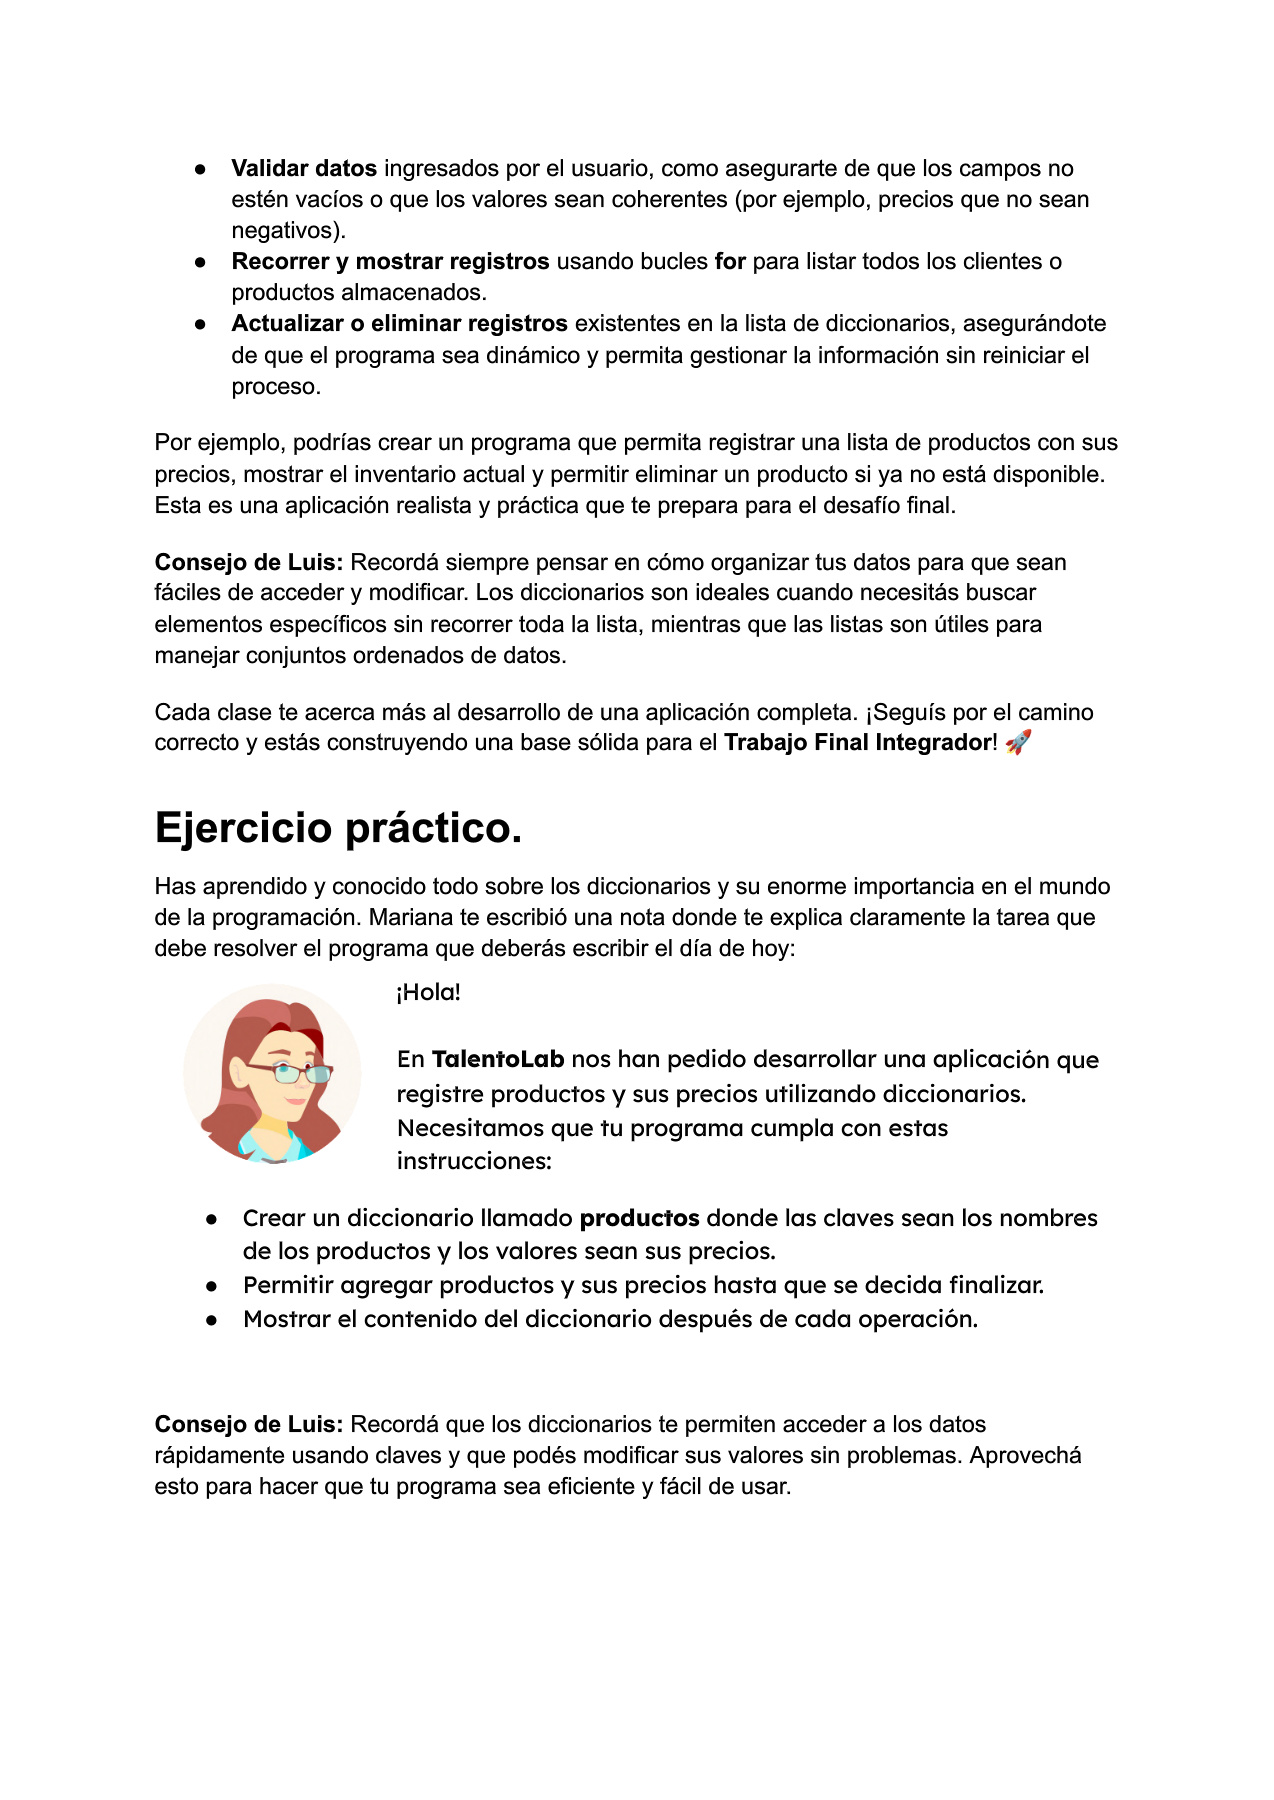 ● Validar datos ingresados por el usuario, como asegurarte de que los campos no
estén vacíos o que los valores sean coherentes (por ejemplo, precios que no sean
negativos).
● Recorrer y mostrar registros usando bucles for para listar todos los clientes o
productos almacenados.
● Actualizar o eliminar registros existentes en la lista de diccionarios, asegurándote
de que el programa sea dinámico y permita gestionar la información sin reiniciar el
proceso.
Por ejemplo, podrías crear un programa que permita registrar una lista de productos con sus
precios, mostrar el inventario actual y permitir eliminar un producto si ya no está disponible.
Esta es una aplicación realista y práctica que te prepara para el desafío final.
Consejo de Luis: Recordá siempre pensar en cómo organizar tus datos para que sean
fáciles de acceder y modificar. Los diccionarios son ideales cuando necesitás buscar
elementos específicos sin recorrer toda la lista, mientras que las listas son útiles para
manejar conjuntos ordenados de datos.
Cada clase te acerca más al desarrollo de una aplicación completa. ¡Seguís por el camino
correcto y estás construyendo una base sólida para el Trabajo Final Integrador! 🚀
Ejercicio práctico.
Has aprendido y conocido todo sobre los diccionarios y su enorme importancia en el mundo
de la programación. Mariana te escribió una nota donde te explica claramente la tarea que
debe resolver el programa que deberás escribir el día de hoy:
¡Hola!
En TalentoLab nos han pedido desarrollar una aplicación que
registre productos y sus precios utilizando diccionarios.
Necesitamos que tu programa cumpla con estas
instrucciones:
● Crear un diccionario llamado productos donde las claves sean los nombres
de los productos y los valores sean sus precios.
● Permitir agregar productos y sus precios hasta que se decida finalizar.
● Mostrar el contenido del diccionario después de cada operación.
Consejo de Luis: Recordá que los diccionarios te permiten acceder a los datos
rápidamente usando claves y que podés modificar sus valores sin problemas. Aprovechá
esto para hacer que tu programa sea eficiente y fácil de usar.